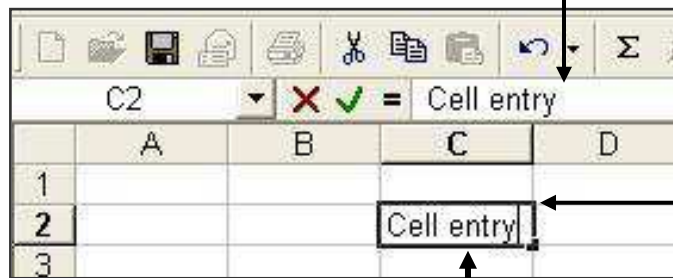 Σ
C2 = Cell entry
A B C D
1
2 Cell entry
3